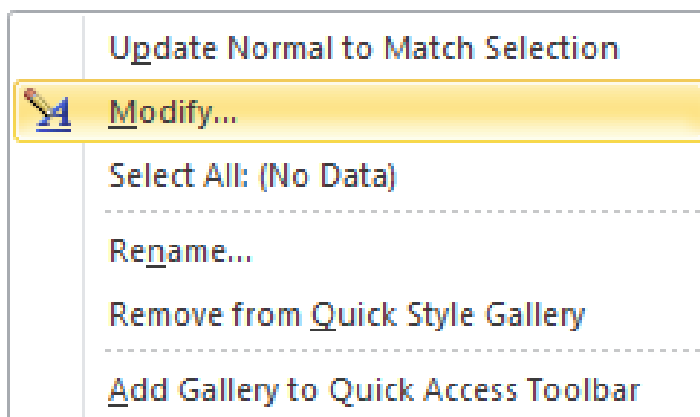 Update Normal to Match Selection
Modify...
Select All: (No Data)
Rename...
Remove from Quick Style Gallery
Add Gallery to Quick Access Toolbar